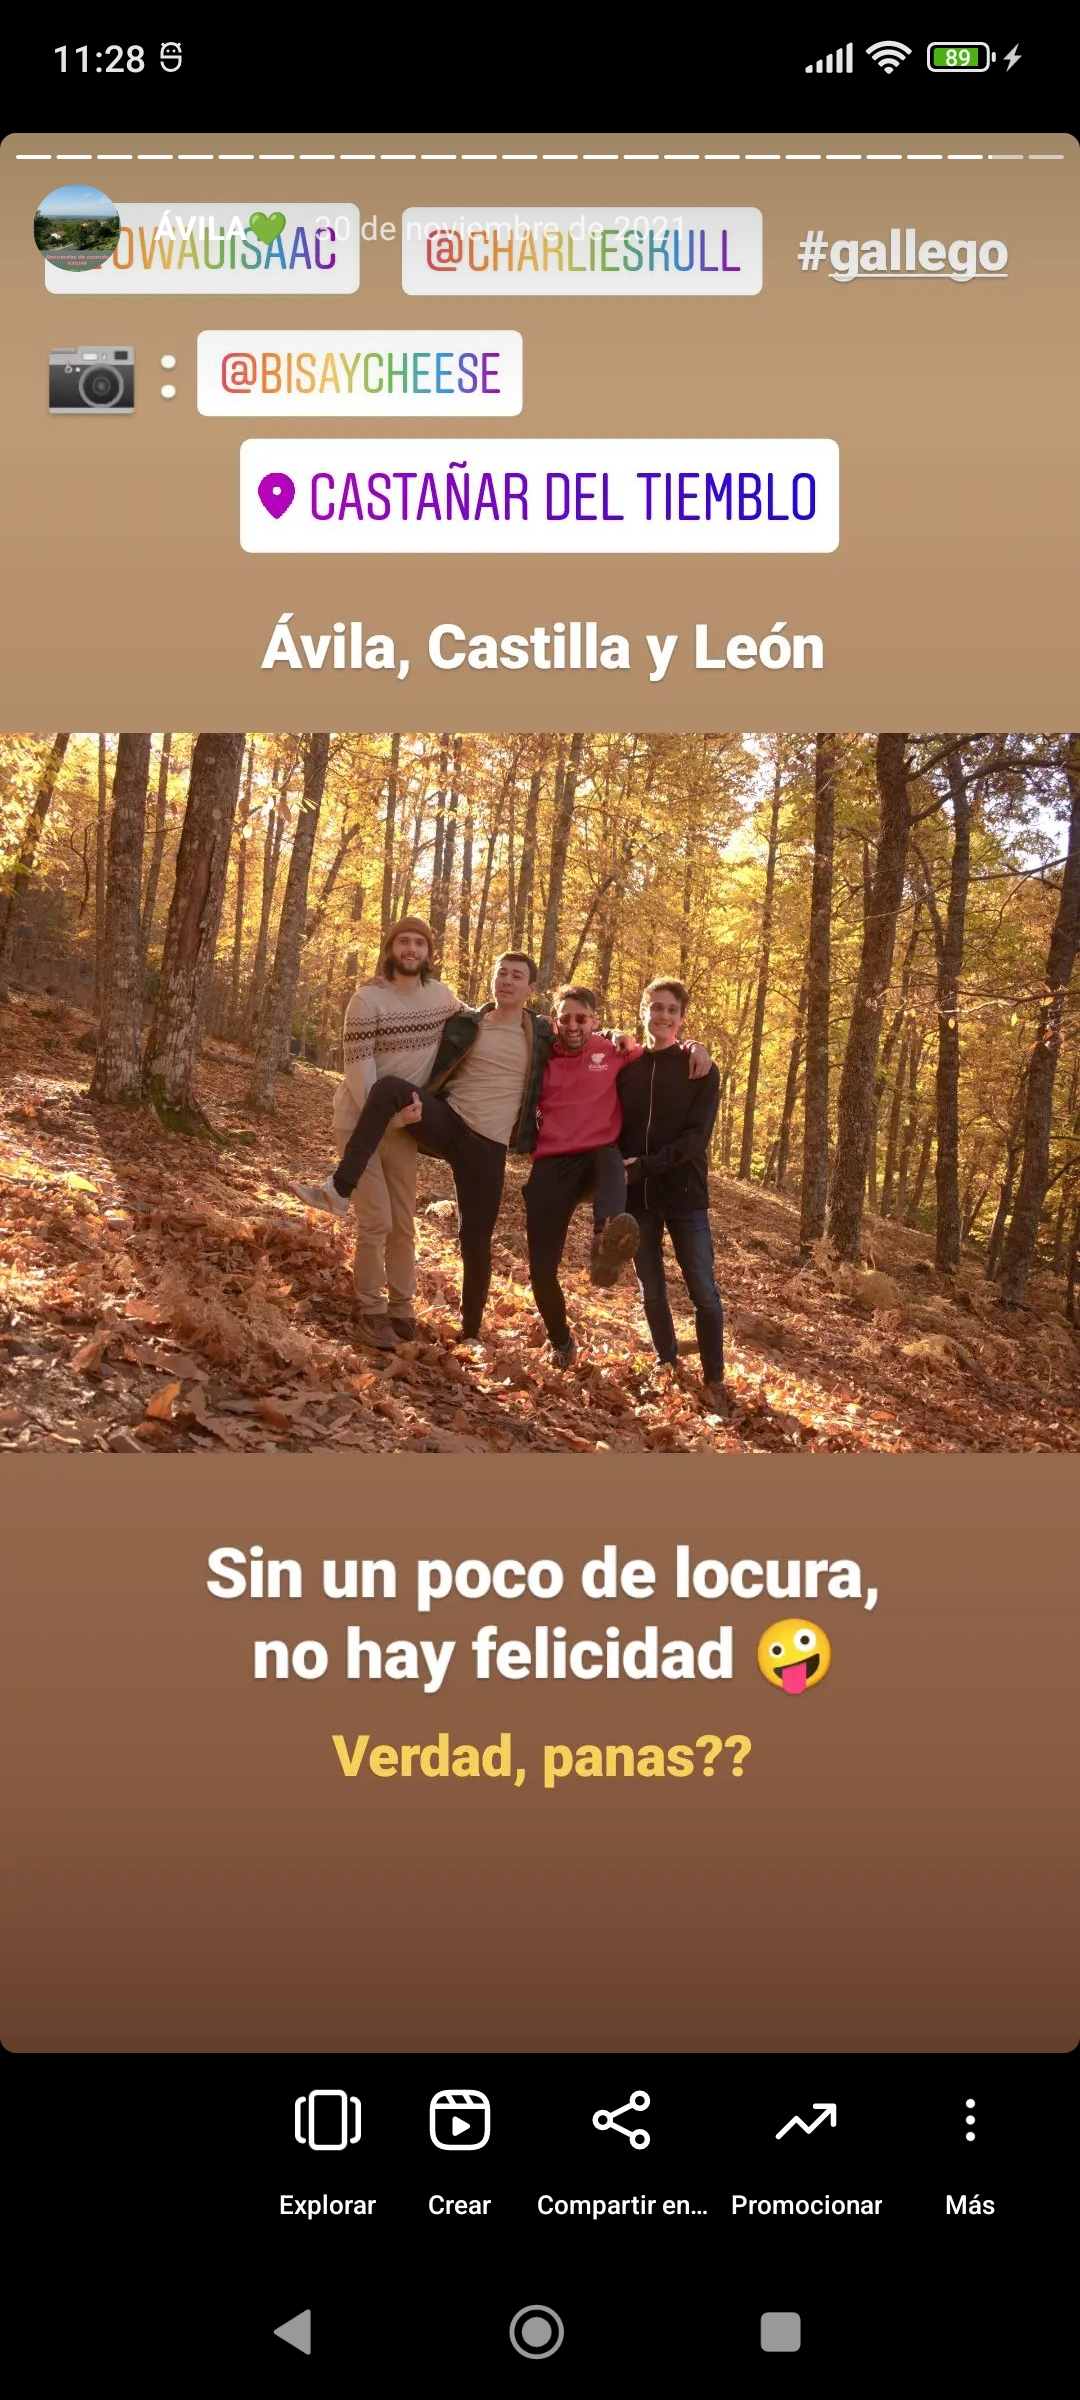 11:28
89
ÁVILA💚 30 de noviembre de 2021
@CHARLIESKULL #gallego
: @BISAYCHEESE
CASTAÑAR DEL TIEMBLO
Ávila, Castilla y León
Sin un poco de locura,
no hay felicidad 🤪
Verdad, panas??
Explorar Crear Compartir en... Promocionar Más